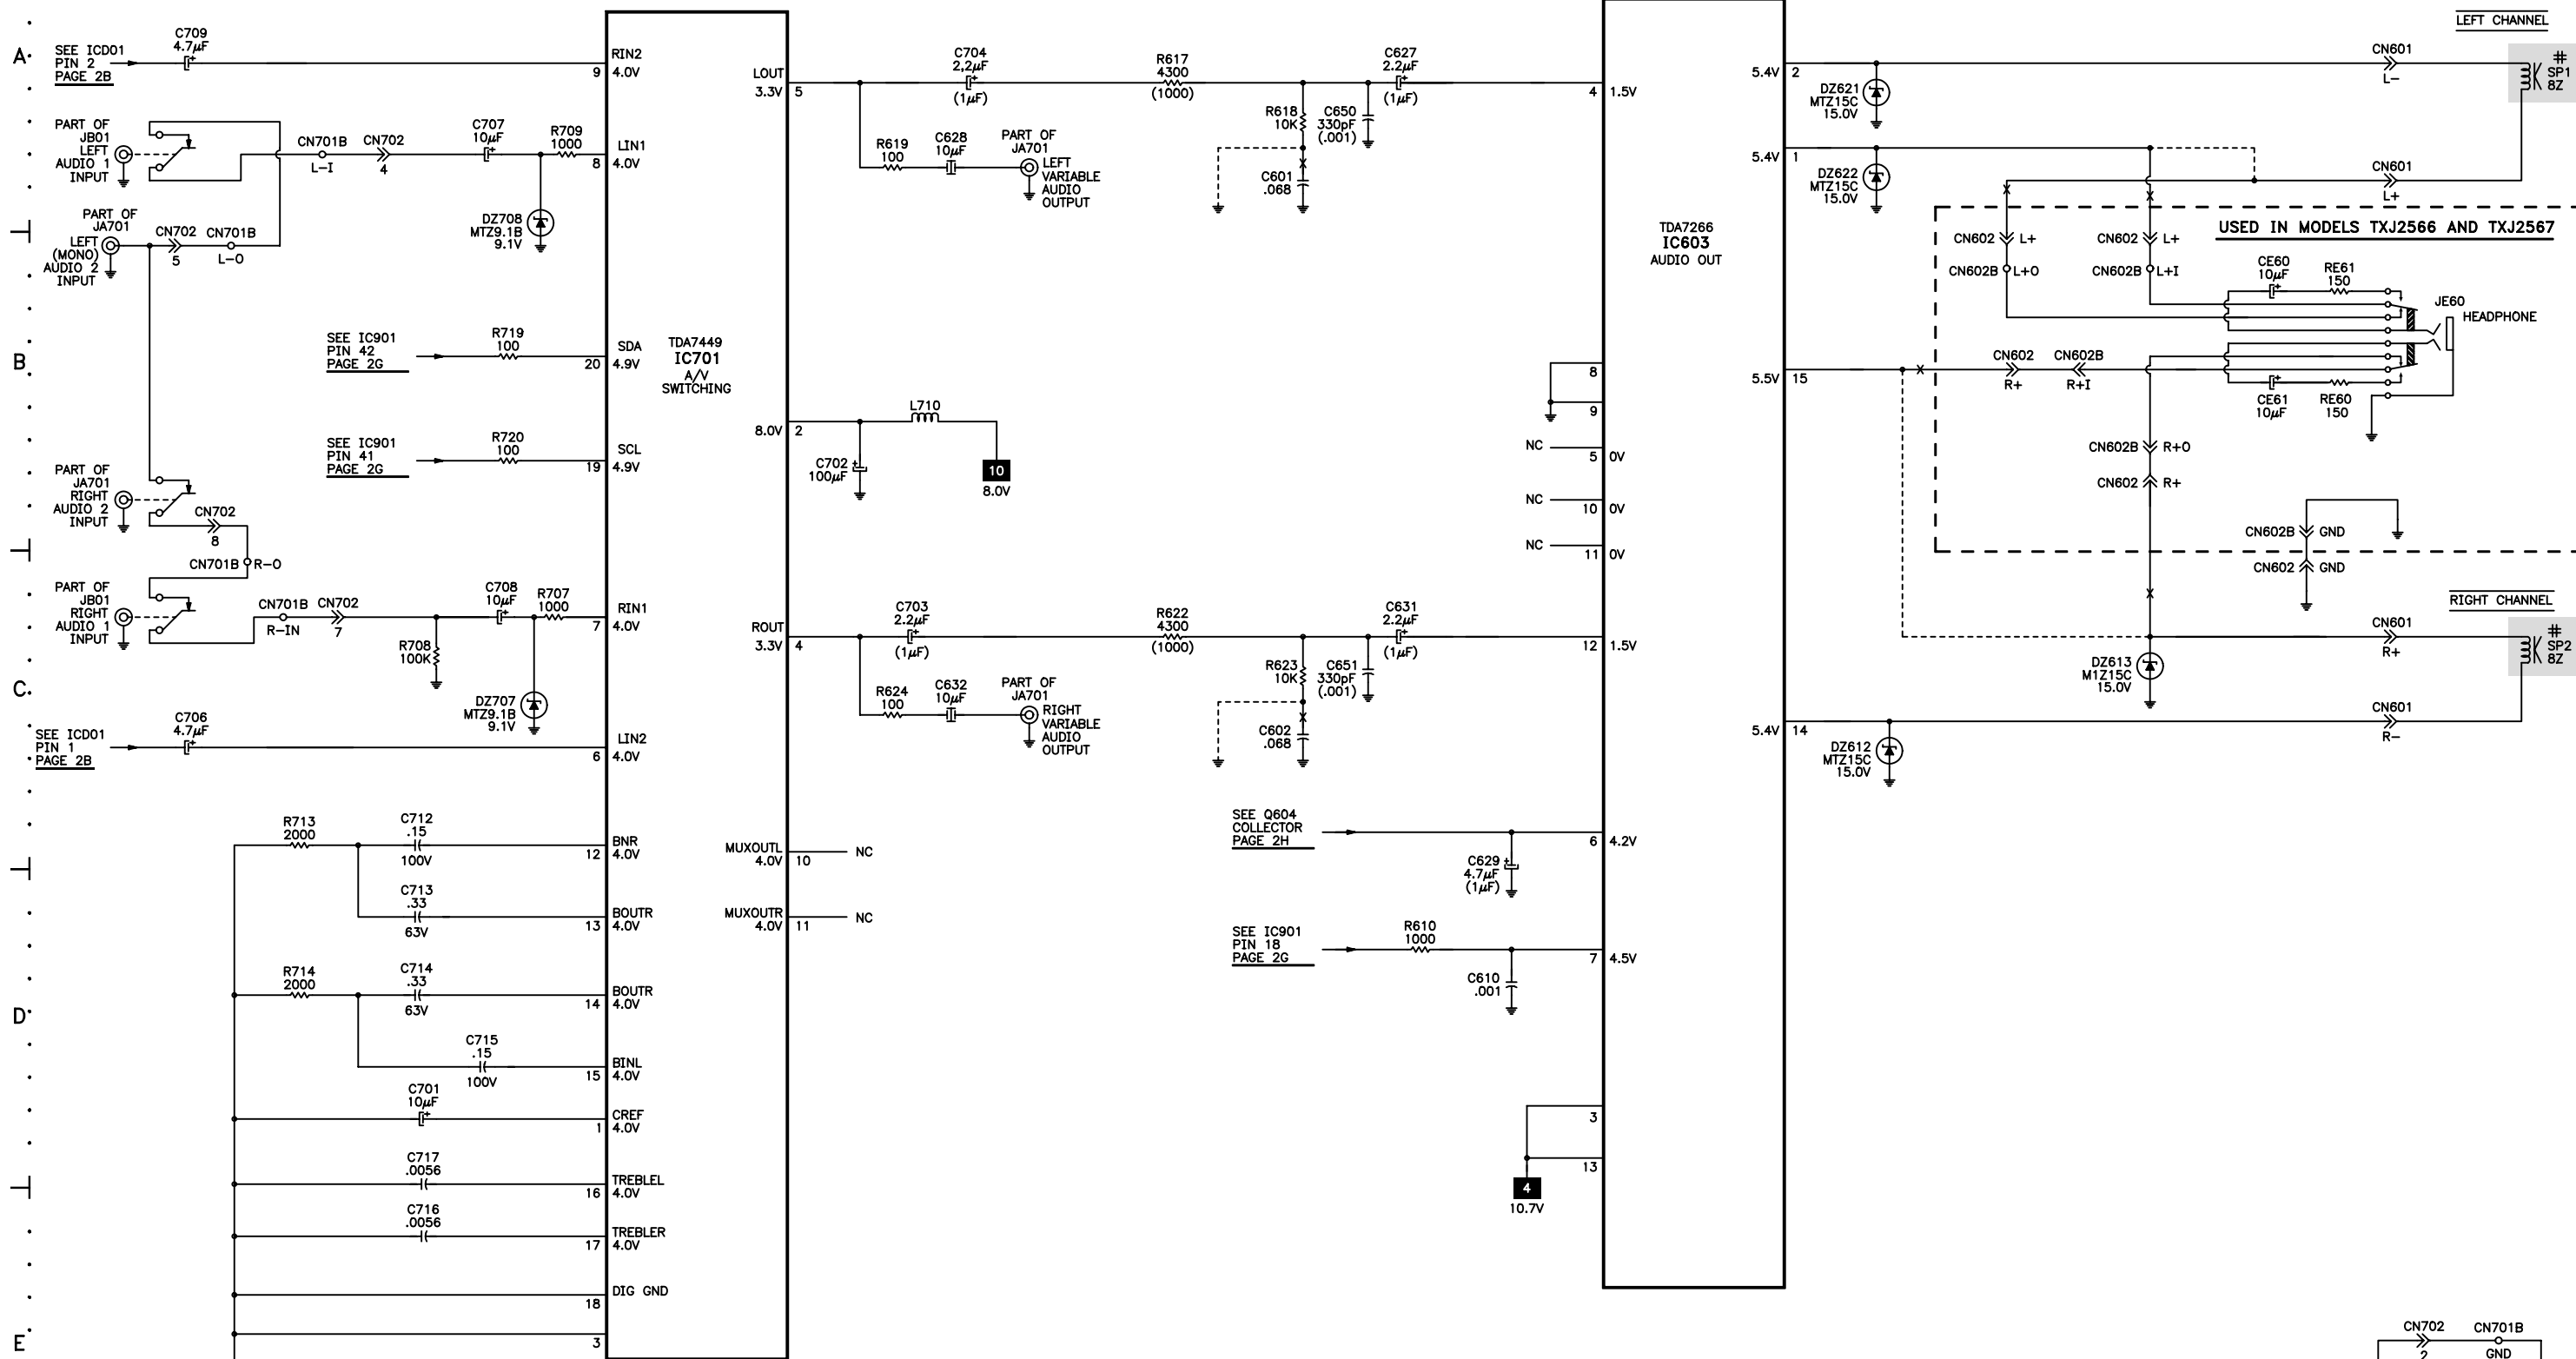 A
SEE ICD01
PIN 2
PAGE 2B
C709
4.7µF
RIN2
9 4.0V
PART OF
JB01
LEFT
AUDIO 1
INPUT
CN701B
L-I
CN702
4
C707
10µF
R709
1000
LIN1
8 4.0V
DZ708
MTZ9.1B
9.1V
PART OF
JA701
LEFT
(MONO)
AUDIO 2
INPUT
CN702
5
CN701B
L-O
B
SEE IC901
PIN 42
PAGE 2G
R719
100
SDA
20 4.9V
TDA7449
IC701
A/V
SWITCHING
SEE IC901
PIN 41
PAGE 2G
R720
100
SCL
19 4.9V
PART OF
JA701
RIGHT
AUDIO 2
INPUT
CN702
8
CN701B R-O
PART OF
JB01
RIGHT
AUDIO 1
INPUT
CN701B
R-IN
CN702
7
C708
10µF
R707
1000
RIN1
7 4.0V
R708
100K
C
DZ707
MTZ9.1B
9.1V
SEE ICD01
PIN 1
PAGE 2B
C706
4.7µF
LIN2
6 4.0V
R713
2000
C712
.15
100V
BNR
12 4.0V
C713
.33
63V
BOUTR
13 4.0V
R714
2000
C714
.33
63V
BOUTR
14 4.0V
D
C715
.15
100V
BINL
15 4.0V
C701
10µF
CREF
1 4.0V
C717
.0056
TREBLEL
16 4.0V
C716
.0056
TREBLER
17 4.0V
DIG GND
18
E
3
LOUT
3.3V 5
C704
2,2µF
(1µF)
R617
4300
(1000)
C627
2.2µF
(1µF)
4 1.5V
R619
100
C628
10µF
PART OF
JA701
LEFT
VARIABLE
AUDIO
OUTPUT
R618
10K
C650
330pF
(.001)
C601
.068
8.0V 2
L710
C702
100µF
10
8.0V
ROUT
3.3V 4
C703
2.2µF
(1µF)
R622
4300
(1000)
C631
2.2µF
(1µF)
12 1.5V
R624
100
C632
10µF
PART OF
JA701
RIGHT
VARIABLE
AUDIO
OUTPUT
R623
10K
C651
330pF
(.001)
C602
.068
MUXOUTL
4.0V 10 NC
MUXOUTR
4.0V 11 NC
TDA7266
IC603
AUDIO OUT
8
9
NC 5 0V
NC 10 0V
NC 11 0V
SEE Q604
COLLECTOR
PAGE 2H
6 4.2V
C629
4.7µF
(1µF)
SEE IC901
PIN 18
PAGE 2G
R610
1000
7 4.5V
C610
.001
3
13
4
10.7V
LEFT CHANNEL
5.4V 2
DZ621
MTZ15C
15.0V
CN601
L-
#
SP1
8Z
5.4V 1
DZ622
MTZ15C
15.0V
CN601
L+
USED IN MODELS TXJ2566 AND TXJ2567
CN602 L+
CN602 L+
CN602B L+O
CN602B L+I
CE60
10µF
RE61
150
JE60
HEADPHONE
5.5V 15
CN602
R+
CN602B
R+I
CE61
10µF
RE60
150
CN602B R+O
CN602 R+
CN602B GND
CN602 GND
RIGHT CHANNEL
CN601
R+
#
SP2
8Z
DZ613
M1Z15C
15.0V
CN601
R-
5.4V 14
DZ612
MTZ15C
15.0V
CN702
2
CN701B
GND